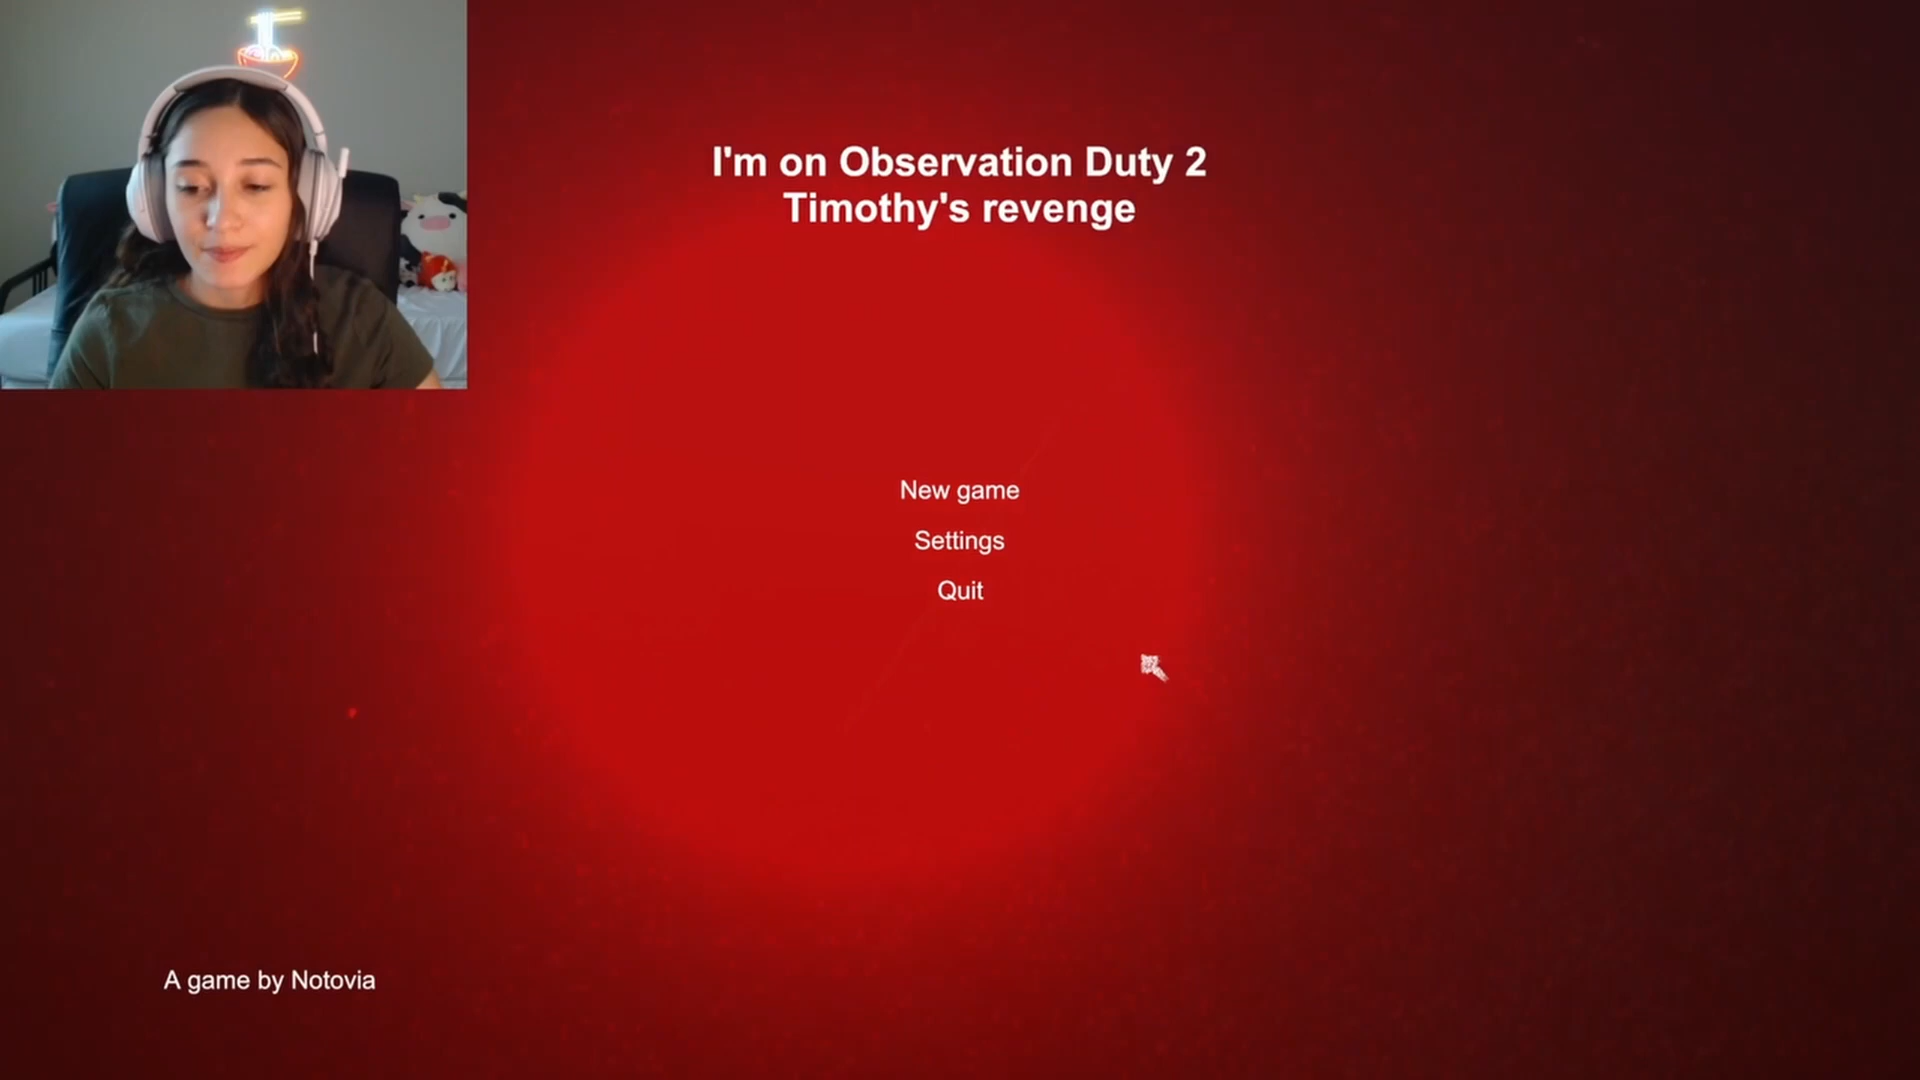 I'm on Observation Duty 2
Timothy's revenge
New game
Settings
Quit
A game by Notovia